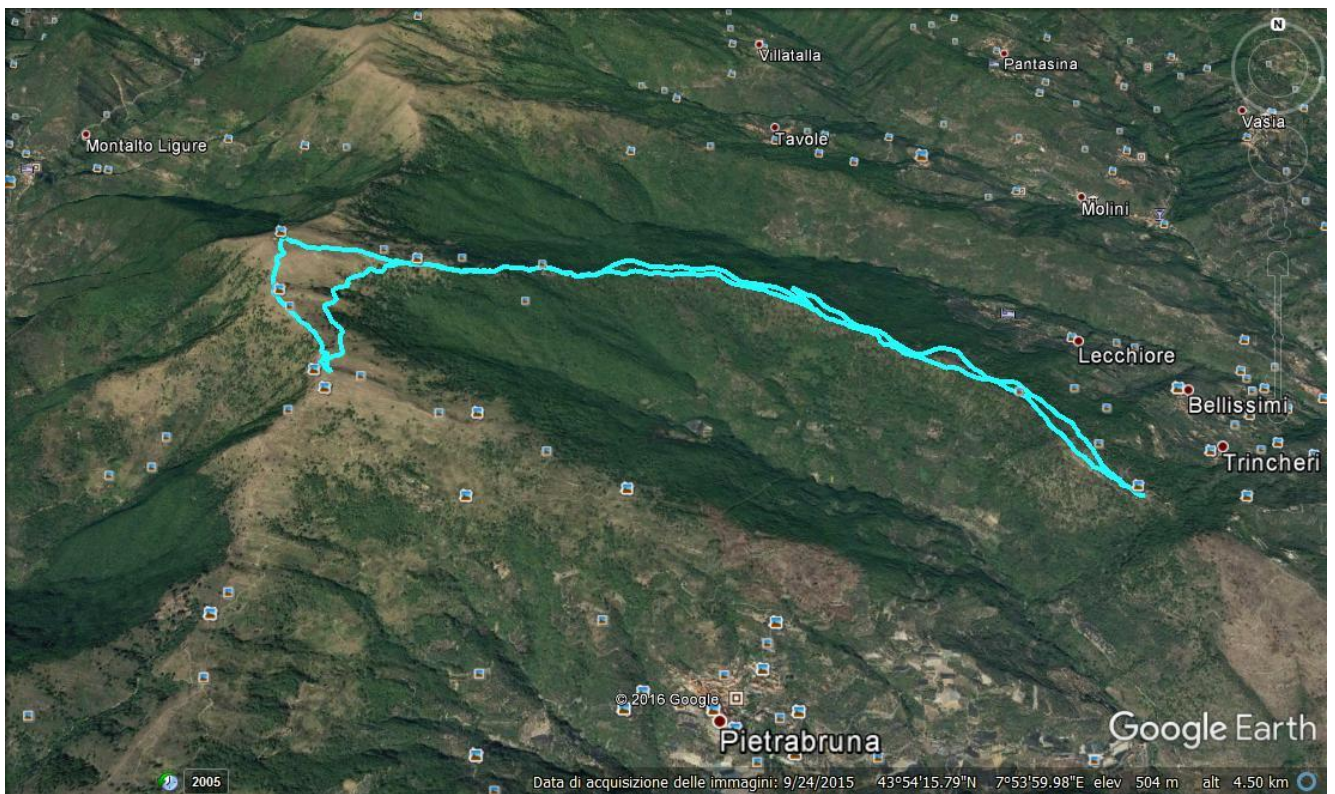 N
Villatalla
Pantasina
Vasia
Montalto Ligure
Tavole
Molini
Lecchiore
Bellissimi
Trincheri
© 2016 Google
Pietrabruna
Google Earth
2005
Data di acquisizione delle immagini: 9/24/2015 43°54'15.79"N 7°53'59.98"E elev 504 m alt 4.50 km